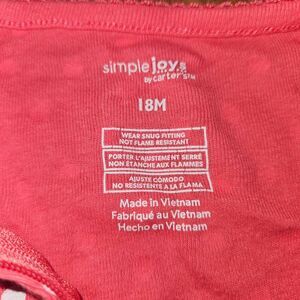 simple joys
by carter's™
18M
WEAR SNUG FITTING
NOT FLAME RESISTANT
PORTER L'AJUSTEMENT SERRÉ
NON ÉTANCHE AUX FLAMMES
AJUSTE CÓMODO
NO RESISTENTE A LA FLAMA
Made in Vietnam
Fabriqué au Vietnam
Hecho en Vietnam